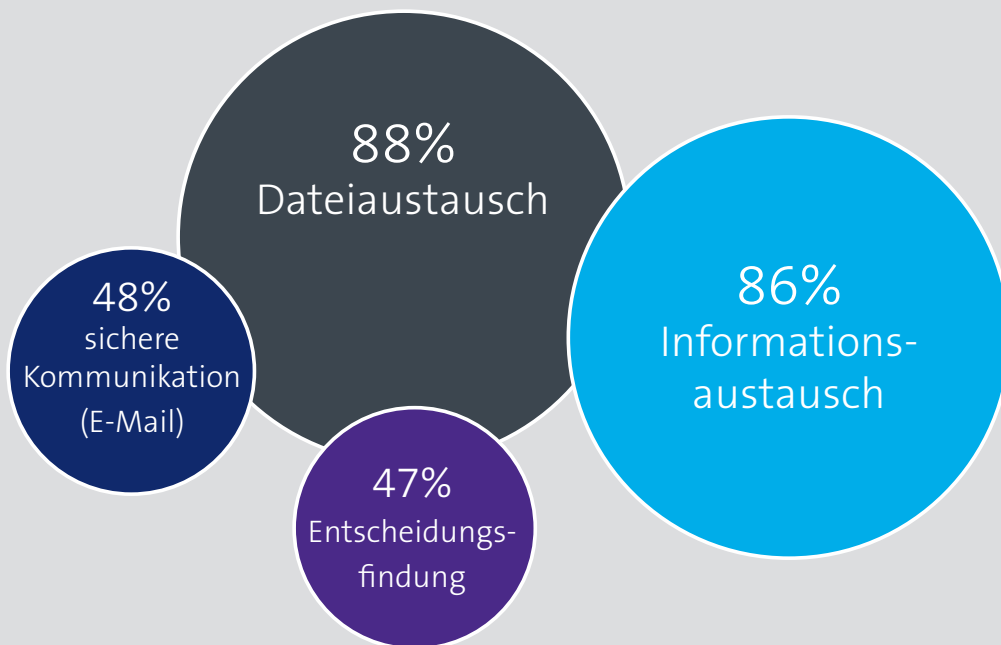 88%
Dateiaustausch
86%
Informations-
austausch
48%
sichere
Kommunikation
(E-Mail)
47%
Entscheidungs-
findung